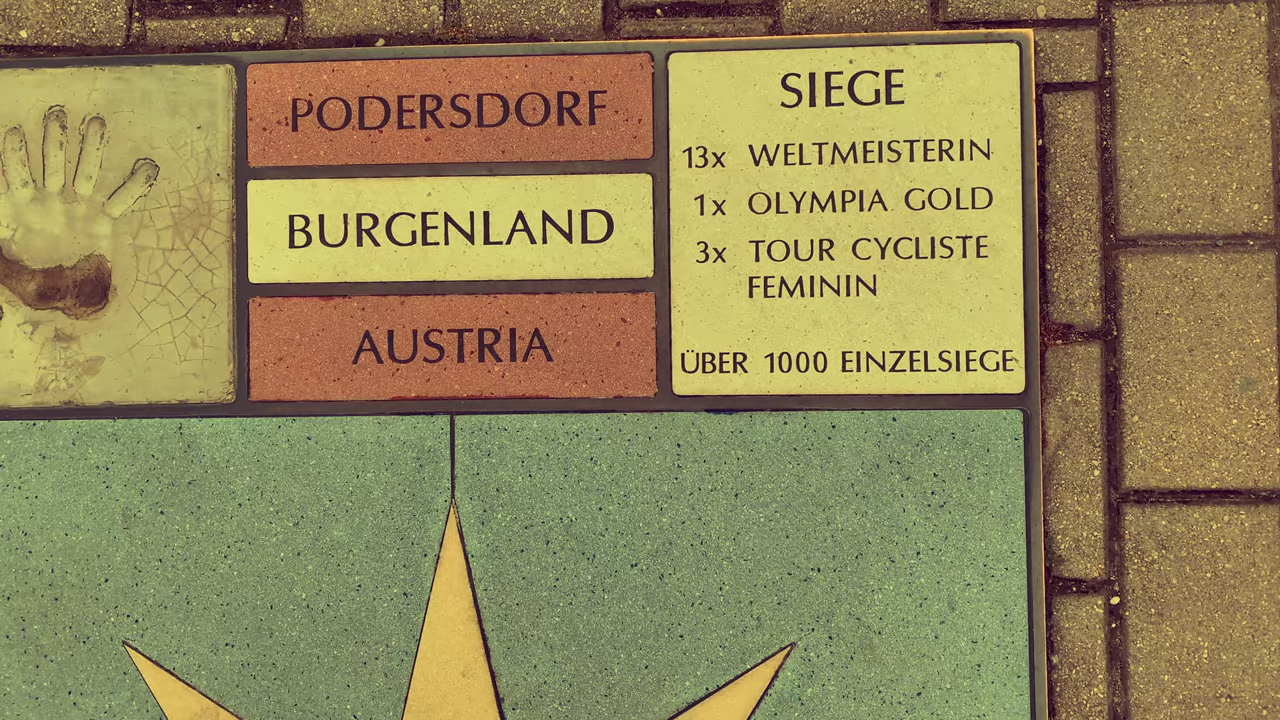 PODERSDORF
BURGENLAND
AUSTRIA
SIEGE
13x WELTMEISTERIN
1x OLYMPIA GOLD
3x TOUR CYCLISTE
FEMININ
ÜBER 1000 EINZELSIEGE